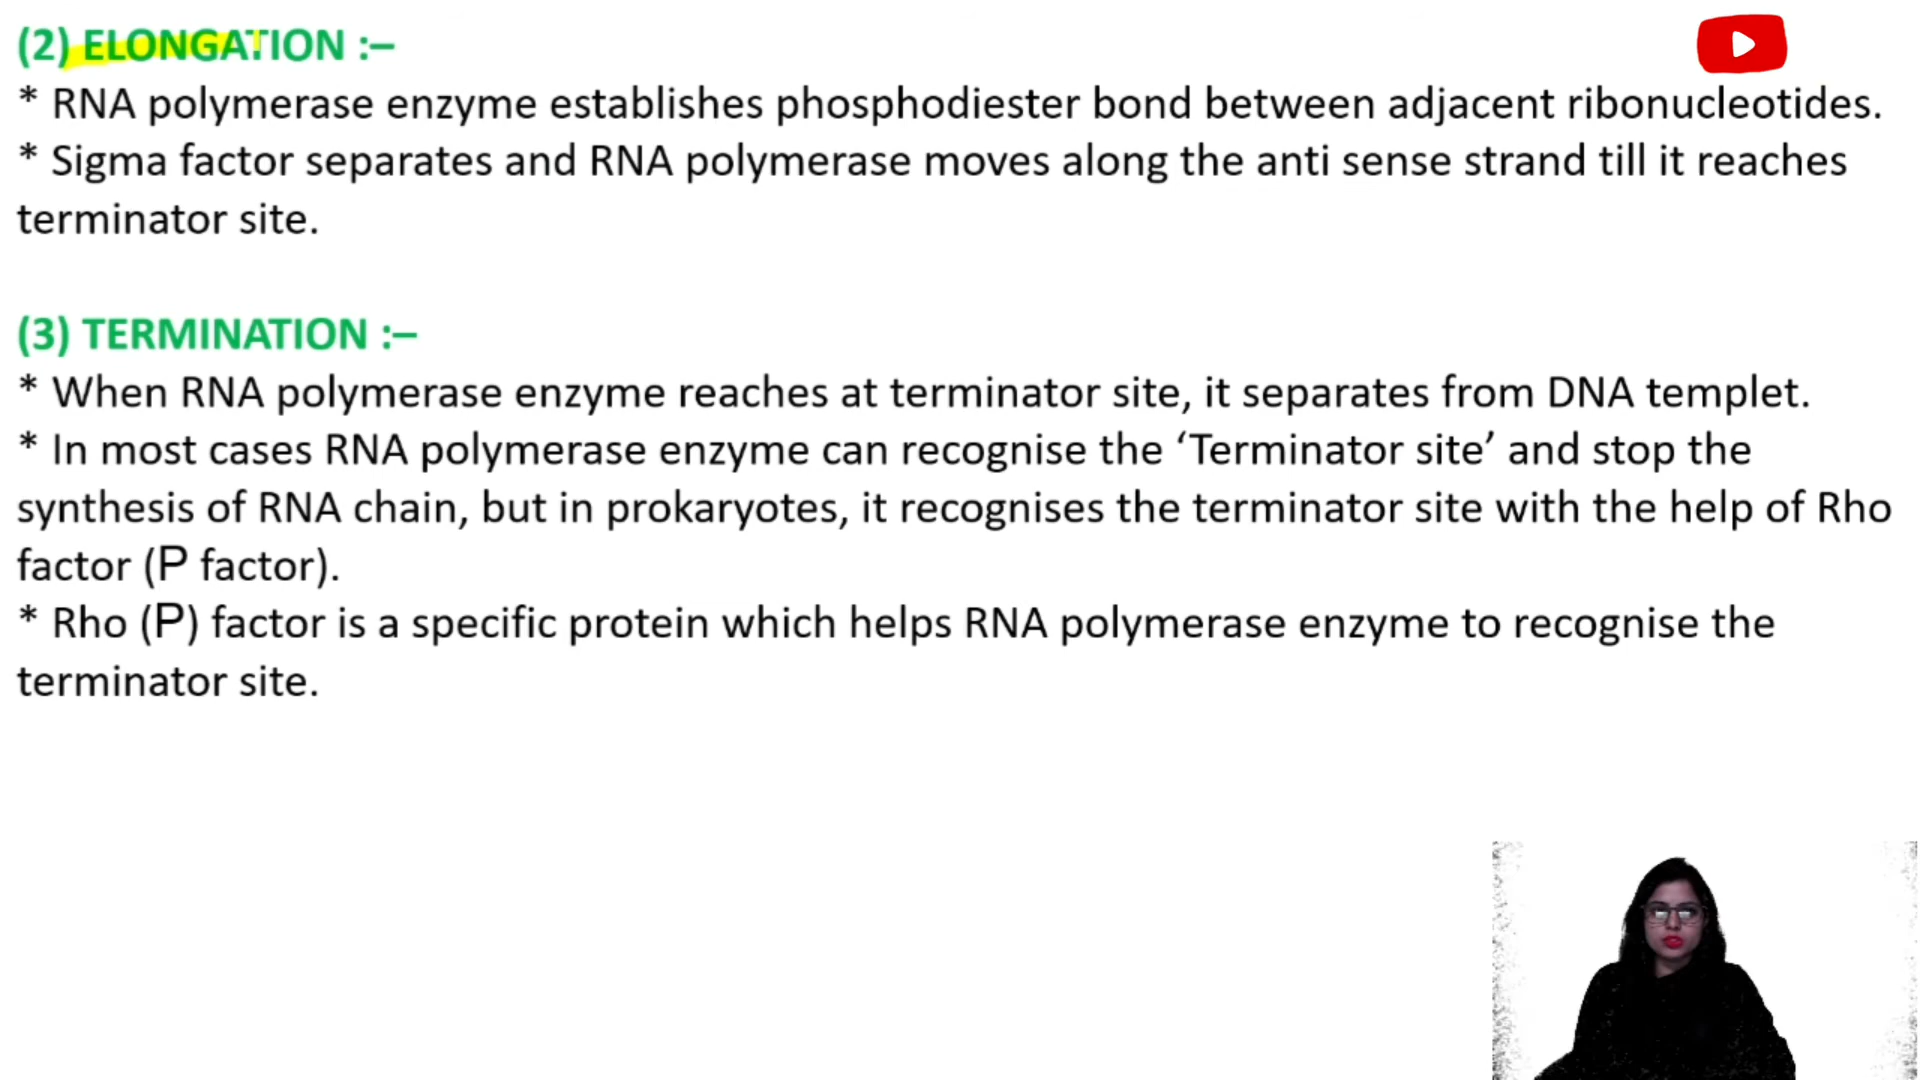 (2) ELONGATION :–
* RNA polymerase enzyme establishes phosphodiester bond between adjacent ribonucleotides.
* Sigma factor separates and RNA polymerase moves along the anti sense strand till it reaches
terminator site.
(3) TERMINATION :–
* When RNA polymerase enzyme reaches at terminator site, it separates from DNA templet.
* In most cases RNA polymerase enzyme can recognise the ‘Terminator site’ and stop the
synthesis of RNA chain, but in prokaryotes, it recognises the terminator site with the help of Rho
factor (P factor).
* Rho (P) factor is a specific protein which helps RNA polymerase enzyme to recognise the
terminator site.